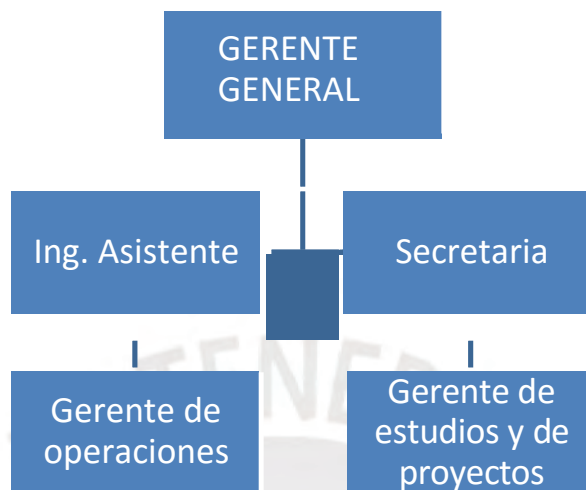 GERENTE
GENERAL
Ing. Asistente
Secretaria
Gerente de
operaciones
Gerente de
estudios y de
proyectos